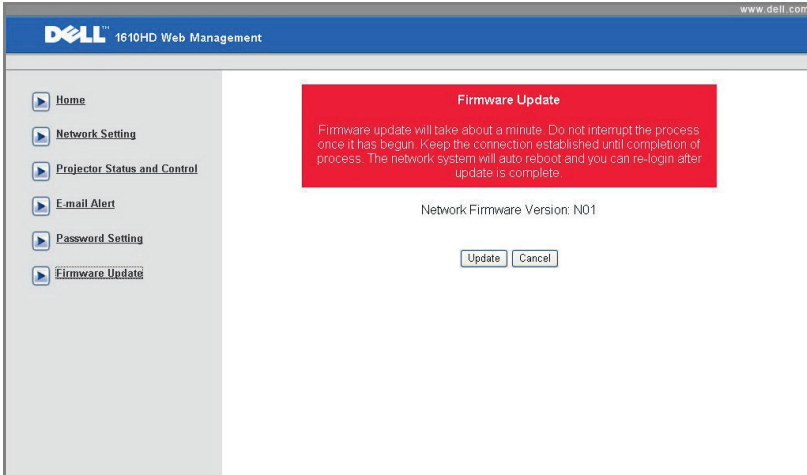 www.dell.com
DELL™ 1610HD Web Management
Home
Network Setting
Projector Status and Control
E-mail Alert
Password Setting
Firmware Update
Firmware Update
Firmware update will take about a minute. Do not interrupt the process
once it has begun. Keep the connection established until completion of
process. The network system will auto reboot and you can re-login after
update is complete.
Network Firmware Version: N01
Update Cancel